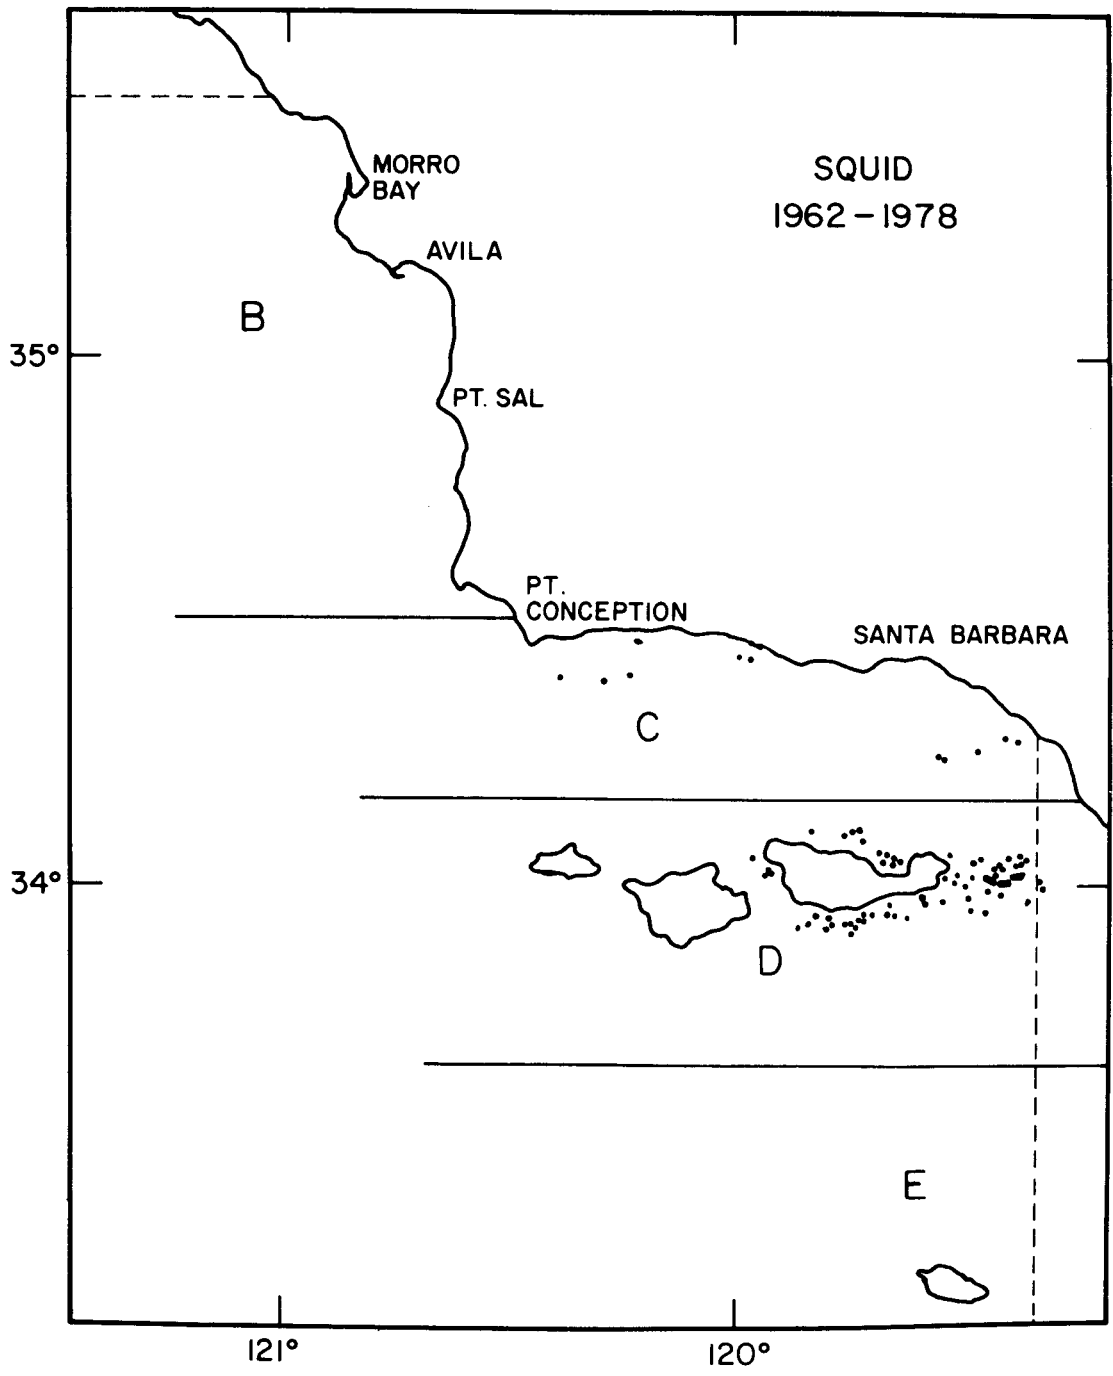 MORRO
BAY
SQUID
1962-1978
AVILA
B
35°
PT. SAL
PT.
CONCEPTION
SANTA BARBARA
C
34°
D
E
121°
120°